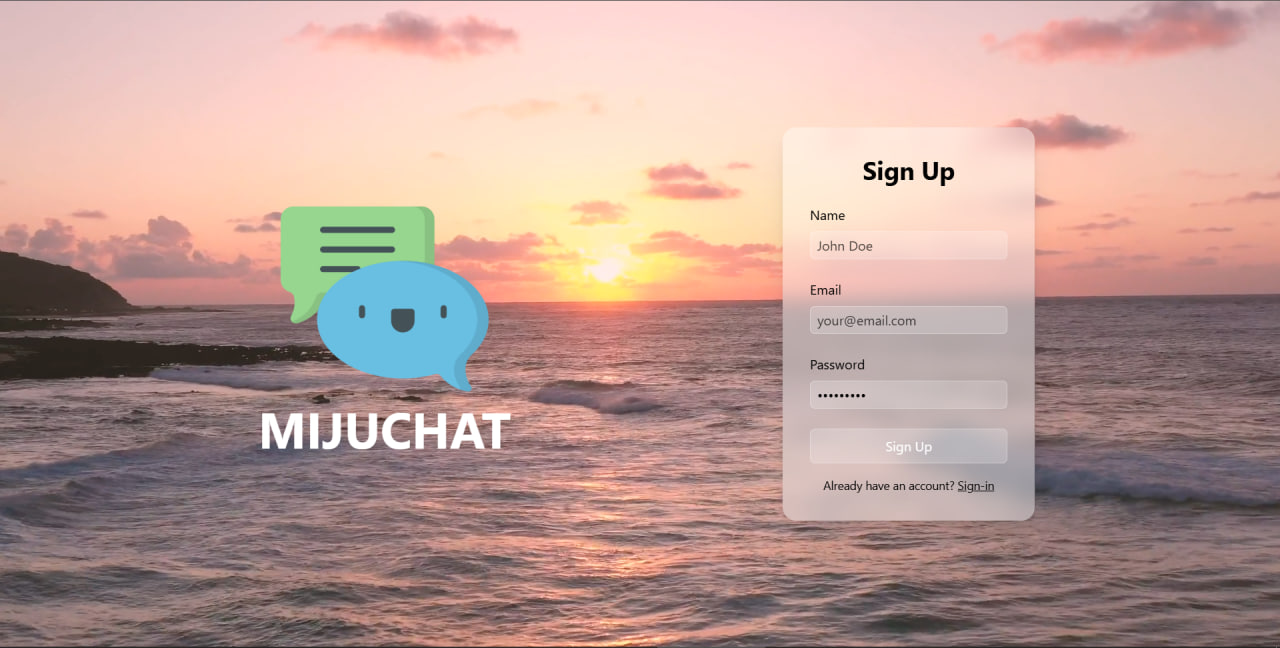 MIJUCHAT
Sign Up
Name
John Doe
Email
your@email.com
Password
•••••••••
Sign Up
Already have an account? Sign-in